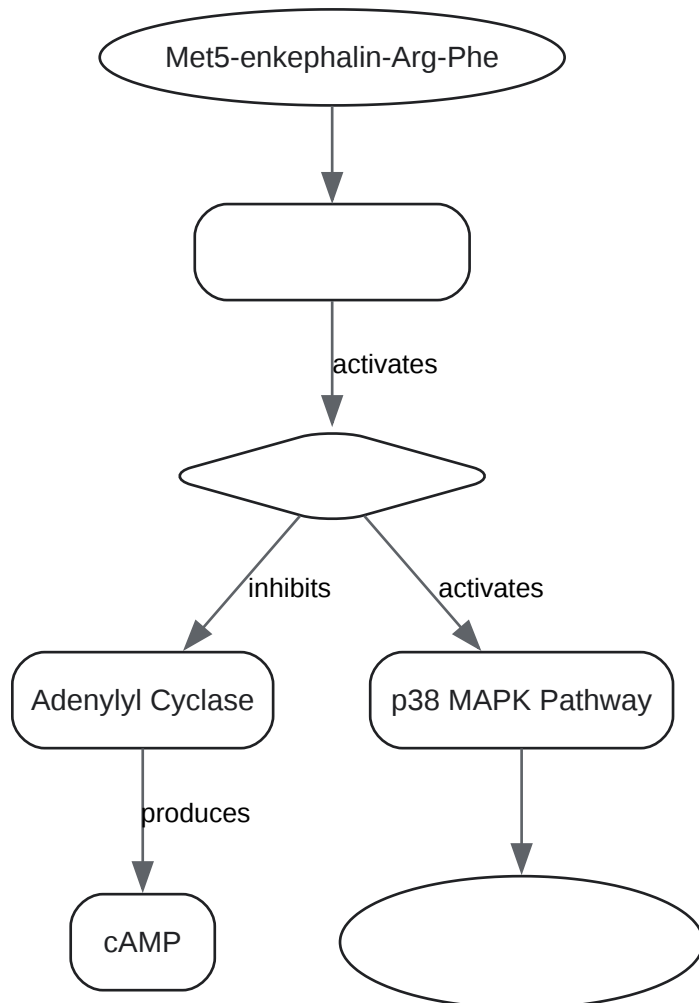 Met5-enkephalin-Arg-Phe
activates
inhibits
activates
Adenylyl Cyclase
p38 MAPK Pathway
produces
cAMP